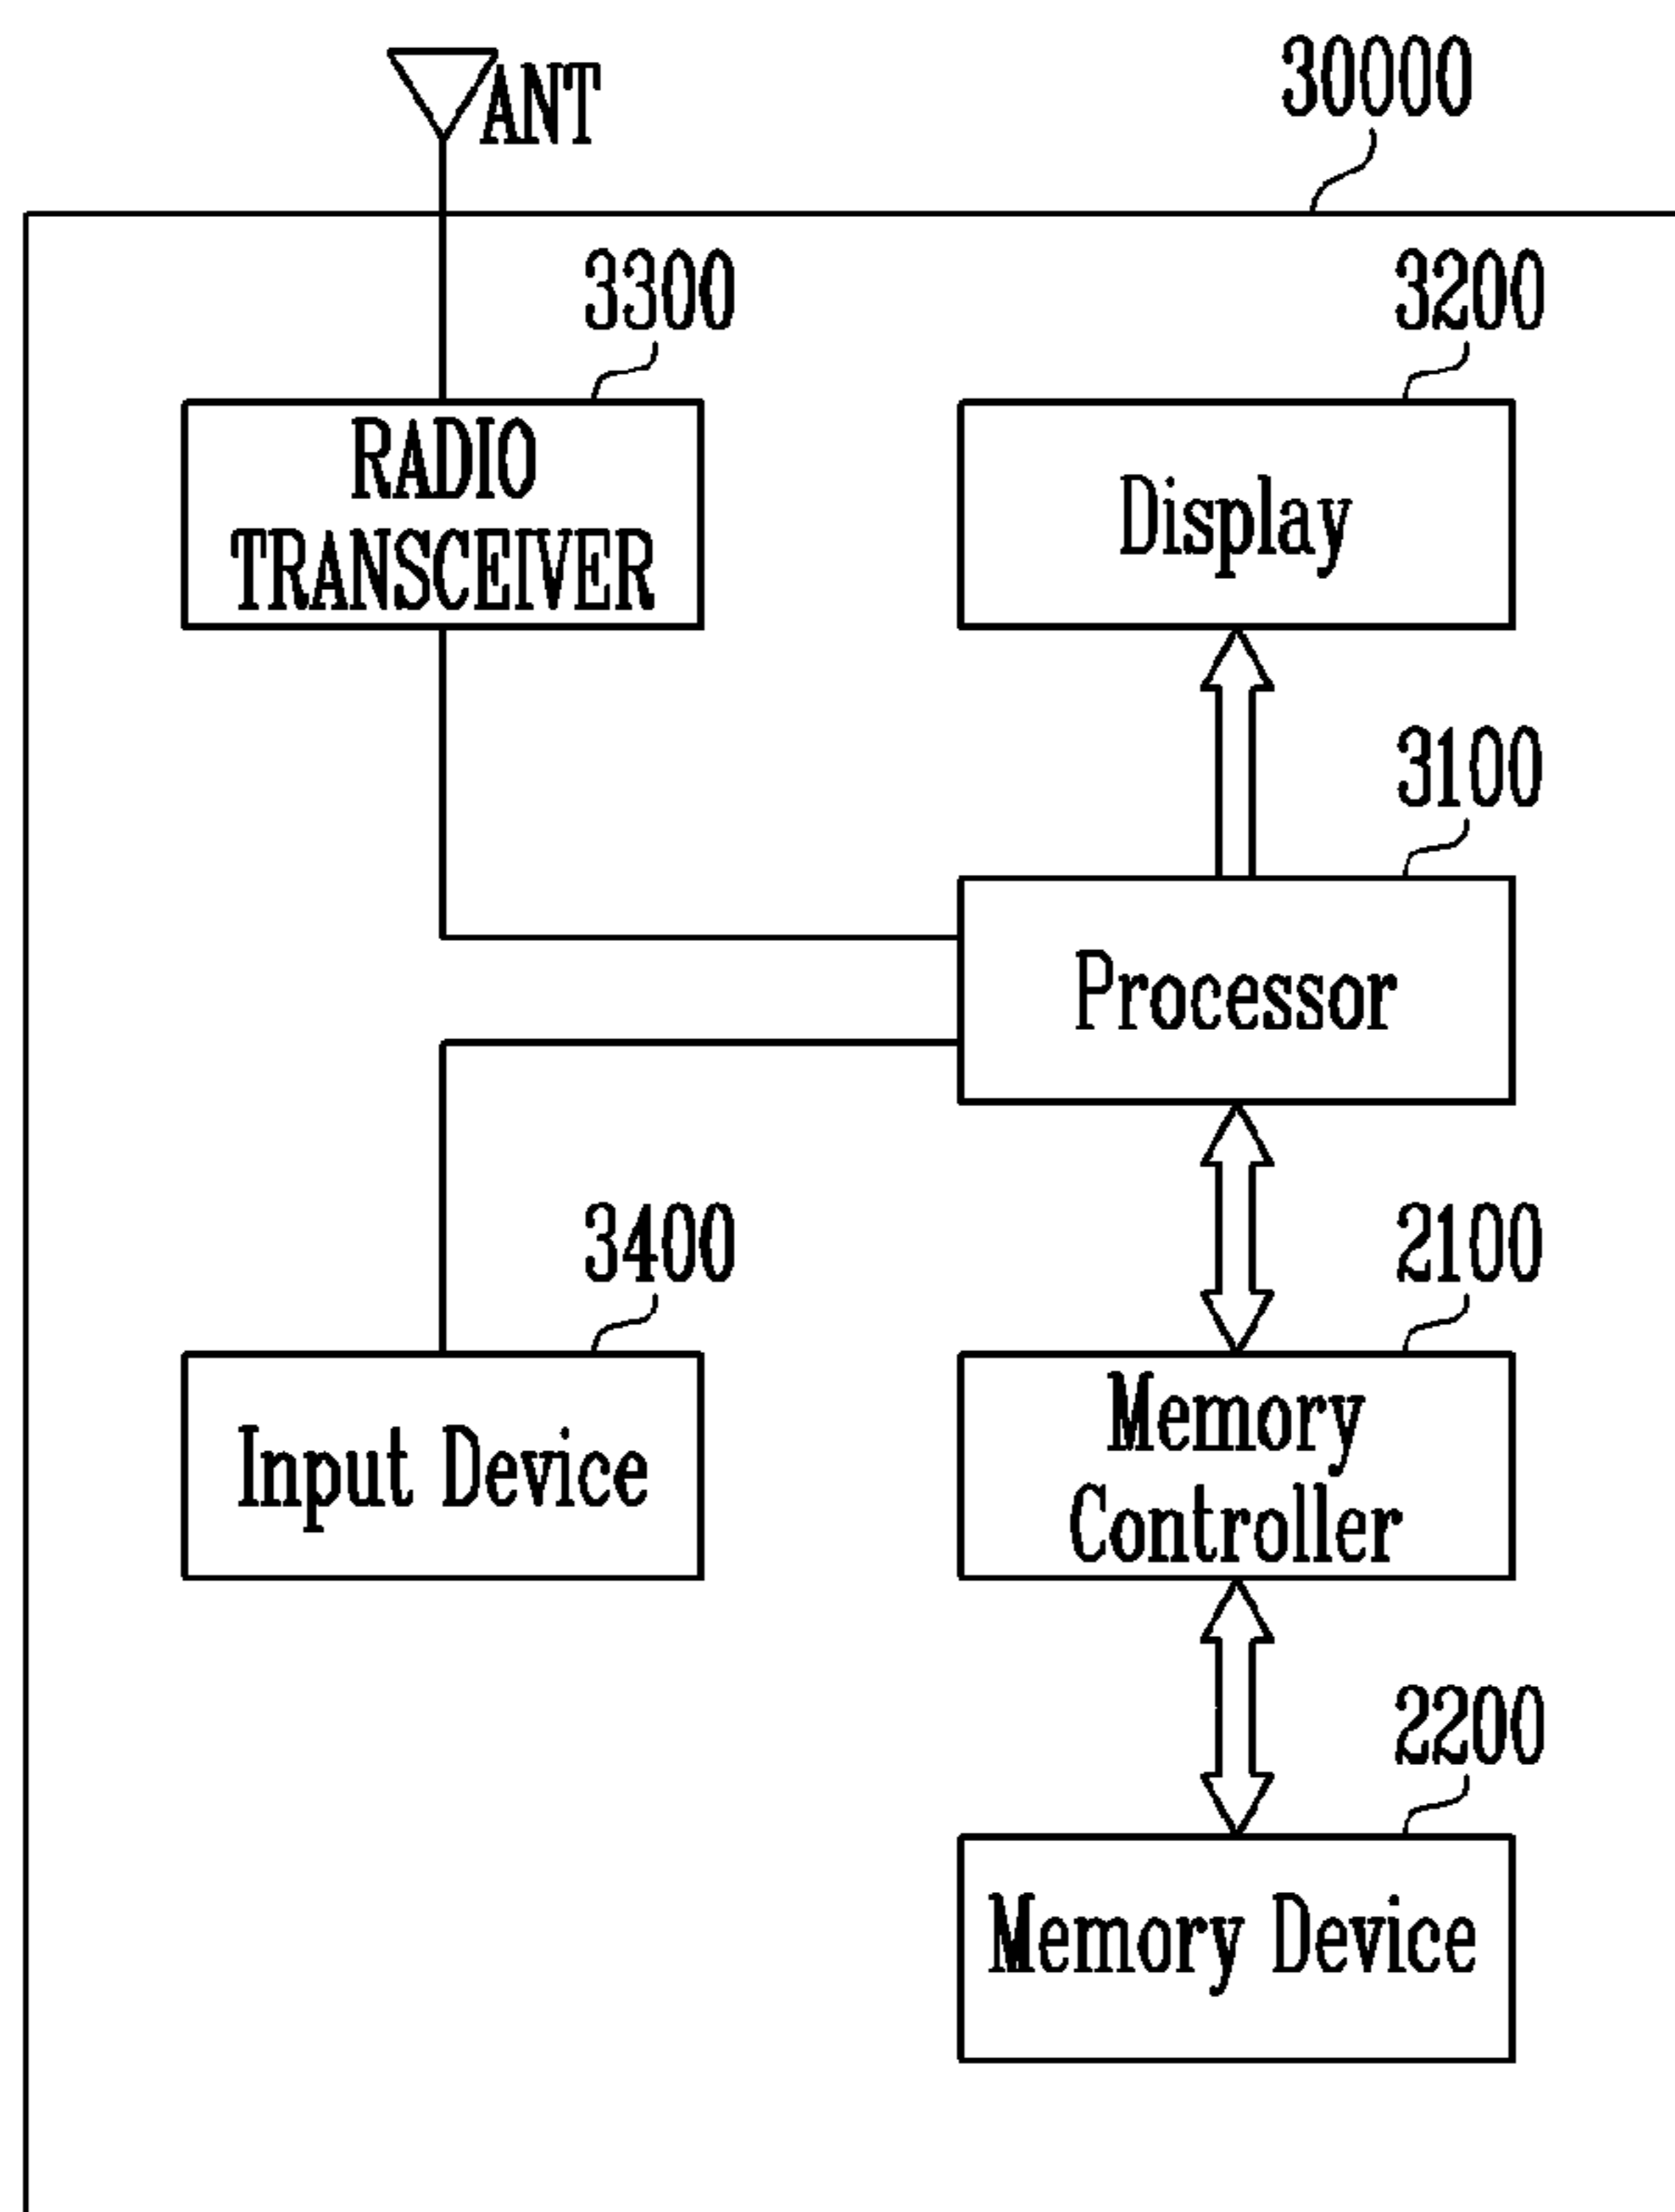 ANT
30000
3300
3200
RADIO
TRANSCEIVER
Display
3100
Processor
3400
2100
Input Device
Memory
Controller
2200
Memory Device